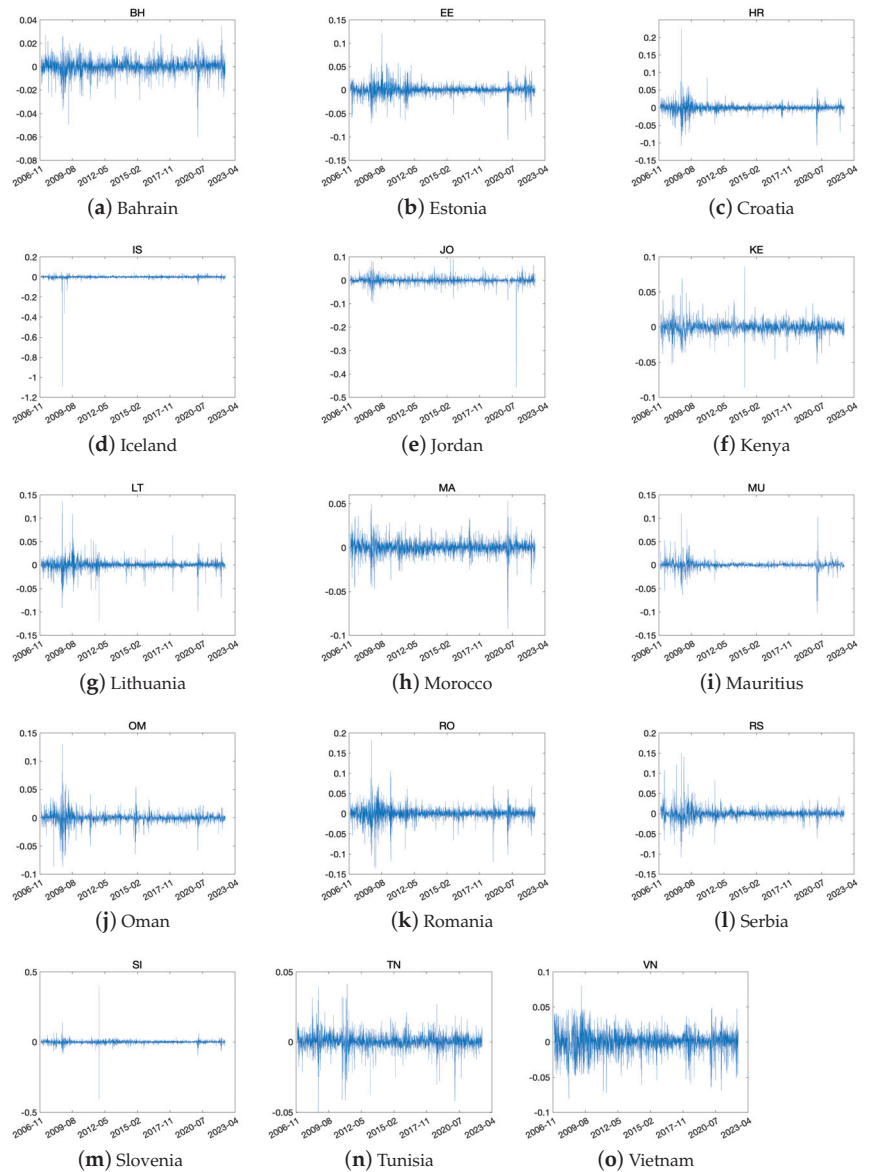 BH
0.04
0.02
0
-0.02
-0.04
-0.06
-0.08
2006-11 2009-08 2012-05 2015-02 2017-11 2020-07 2023-04
(a) Bahrain
EE
0.15
0.1
0.05
0
-0.05
-0.1
-0.15
2006-11 2009-08 2012-05 2015-02 2017-11 2020-07 2023-04
(b) Estonia
HR
0.2
0.15
0.1
0.05
0
-0.05
-0.1
-0.15
2006-11 2009-08 2012-05 2015-02 2017-11 2020-07 2023-04
(c) Croatia
IS
0.2
0
-0.2
-0.4
-0.6
-0.8
-1
-1.2
2006-11 2009-08 2012-05 2015-02 2017-11 2020-07 2023-04
(d) Iceland
JO
0.1
0
-0.1
-0.2
-0.3
-0.4
-0.5
2006-11 2009-08 2012-05 2015-02 2017-11 2020-07 2023-04
(e) Jordan
KE
0.1
0.05
0
-0.05
-0.1
2006-11 2009-08 2012-05 2015-02 2017-11 2020-07 2023-04
(f) Kenya
LT
0.15
0.1
0.05
0
-0.05
-0.1
-0.15
2006-11 2009-08 2012-05 2015-02 2017-11 2020-07 2023-04
(g) Lithuania
MA
0.05
0
-0.05
-0.1
2006-11 2009-08 2012-05 2015-02 2017-11 2020-07 2023-04
(h) Morocco
MU
0.15
0.1
0.05
0
-0.05
-0.1
-0.15
2006-11 2009-08 2012-05 2015-02 2017-11 2020-07 2023-04
(i) Mauritius
OM
0.15
0.1
0.05
0
-0.05
-0.1
2006-11 2009-08 2012-05 2015-02 2017-11 2020-07 2023-04
(j) Oman
RO
0.2
0.15
0.1
0.05
0
-0.05
-0.1
-0.15
2006-11 2009-08 2012-05 2015-02 2017-11 2020-07 2023-04
(k) Romania
RS
0.2
0.15
0.1
0.05
0
-0.05
-0.1
-0.15
2006-11 2009-08 2012-05 2015-02 2017-11 2020-07 2023-04
(l) Serbia
SI
0.5
0
-0.5
2006-11 2009-08 2012-05 2015-02 2017-11 2020-07 2023-04
(m) Slovenia
TN
0.05
0
-0.05
2006-11 2009-08 2012-05 2015-02 2017-11 2020-07 2023-04
(n) Tunisia
VN
0.1
0.05
0
-0.05
-0.1
2006-11 2009-08 2012-05 2015-02 2017-11 2020-07 2023-04
(o) Vietnam